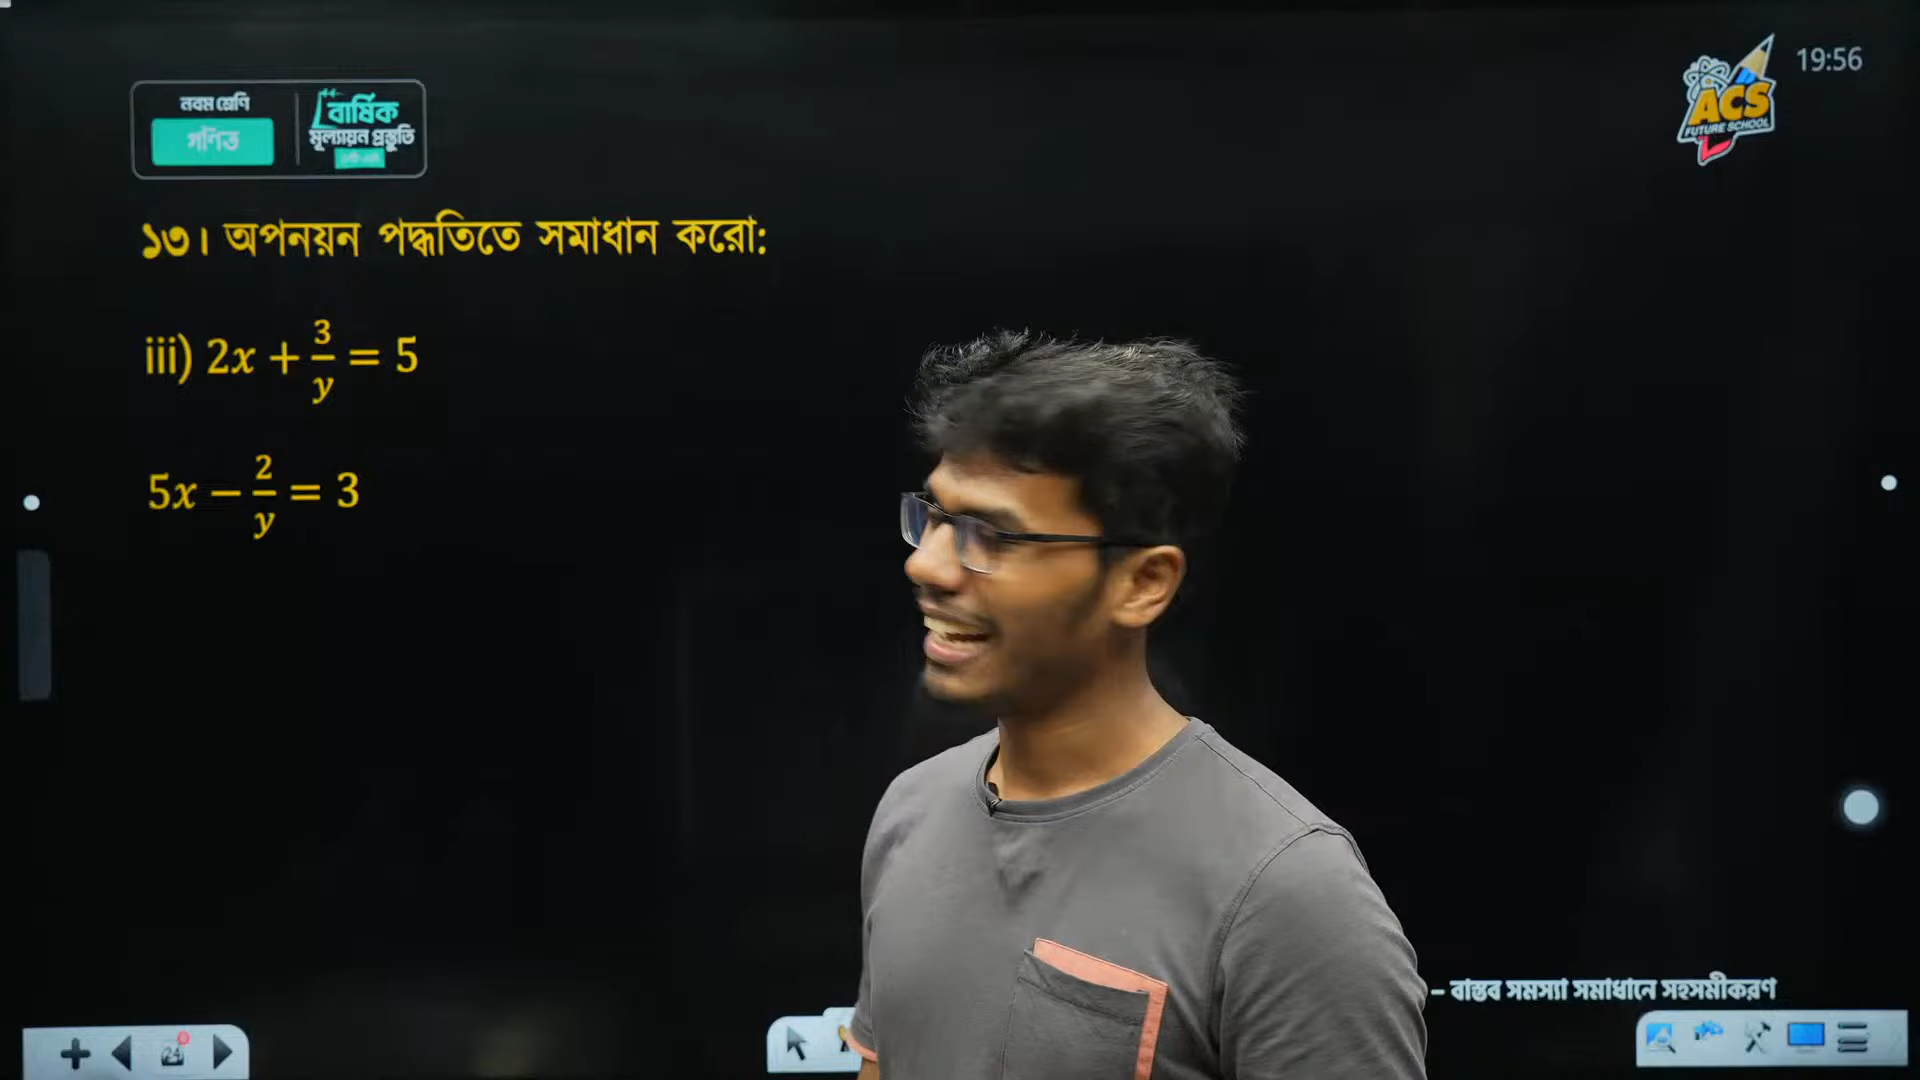 নবম শ্রেণি
গণিত
বার্ষিক
মূল্যায়ন প্রস্তুতি
ACS
FUTURE SCHOOL
19:56
১৩। অপনয়ন পদ্ধতিতে সমাধান করো:
iii) 2x + 3/y = 5
5x − 2/y = 3
– বাস্তব সমস্যা সমাধানে সহসমীকরণ
24